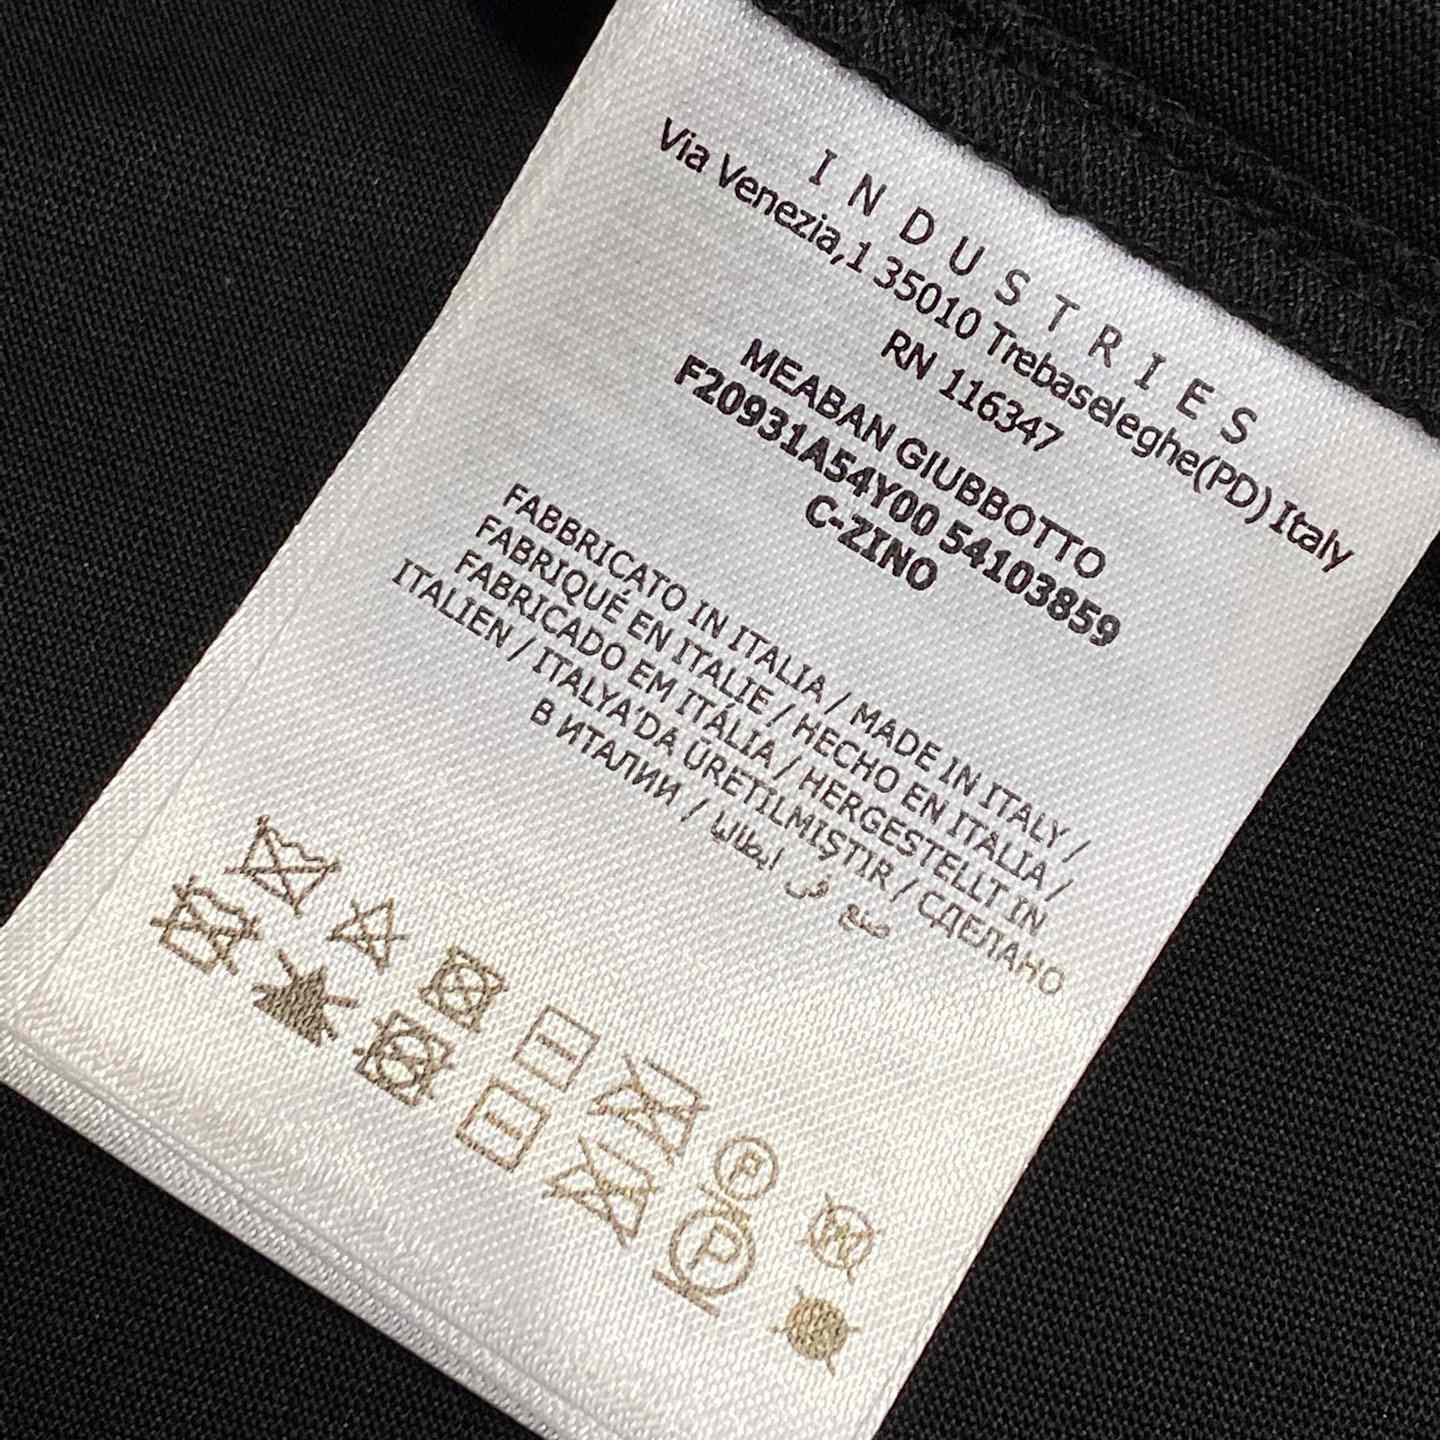 INDUSTRIES
Via Venezia,1 35010 Trebaseleghe(PD) Italy
RN 116347
MEABAN GIUBBOTTO
F20931A54Y00 54103859
C-ZINO
FABBRICATO IN ITALIA / MADE IN ITALY /
FABRIQUÉ EN ITALIE / HECHO EN ITALIA /
FABRICADO EM ITÁLIA / HERGESTELLT IN
ITALIEN / ITALYA'DA ÜRETILMIŞTIR / СДЕЛАНО
В ИТАЛИИ / صنع في ايطاليا
P
W
P